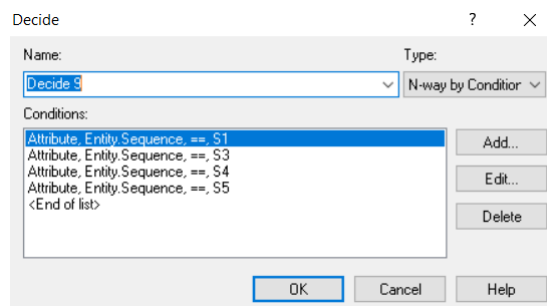 Decide
?
Name:
Type:
Decide 9
N-way by Condition
Conditions:
Attribute, Entity.Sequence, ==, S1
Attribute, Entity.Sequence, ==, S3
Attribute, Entity.Sequence, ==, S4
Attribute, Entity.Sequence, ==, S5
<End of list>
Add...
Edit...
Delete
OK
Cancel
Help